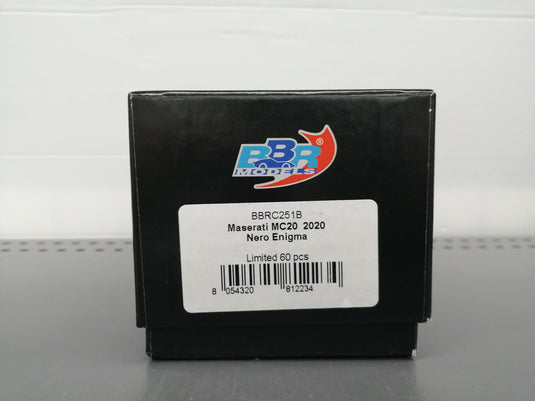 BBR®
MODELS
BBRC251B
Maserati MC20 2020
Nero Enigma
Limited 60 pcs
8 054320 812234